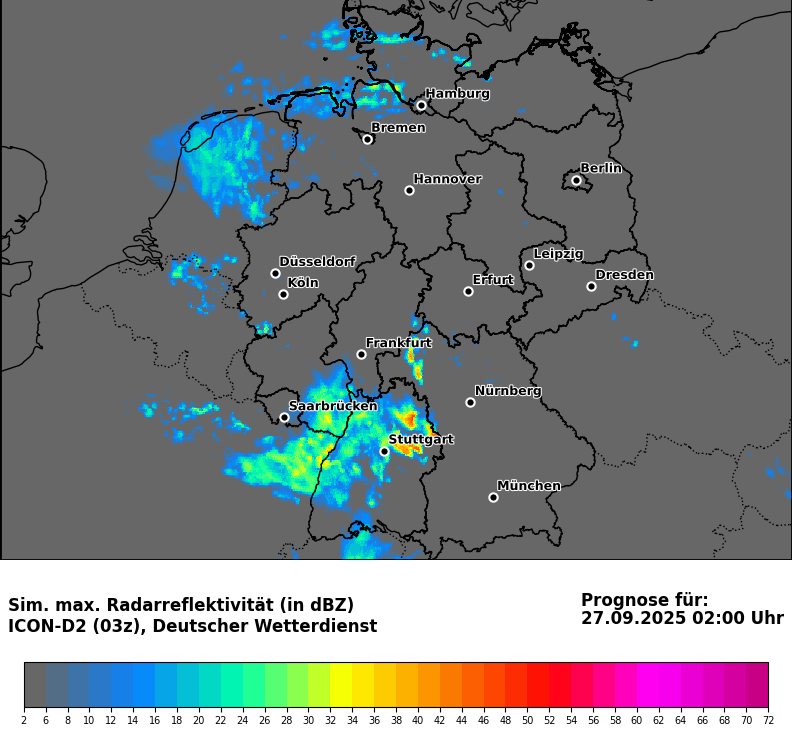 Hamburg
Bremen
Berlin
Hannover
Leipzig
Düsseldorf
Dresden
Köln
Erfurt
Frankfurt
Nürnberg
Saarbrücken
Stuttgart
München
Sim. max. Radarreflektivität (in dBZ)
ICON-D2 (03z), Deutscher Wetterdienst
Prognose für:
27.09.2025 02:00 Uhr
2 6 8 10 12 14 16 18 20 22 24 26 28 30 32 34 36 38 40 42 44 46 48 50 52 54 56 58 60 62 64 66 68 70 72